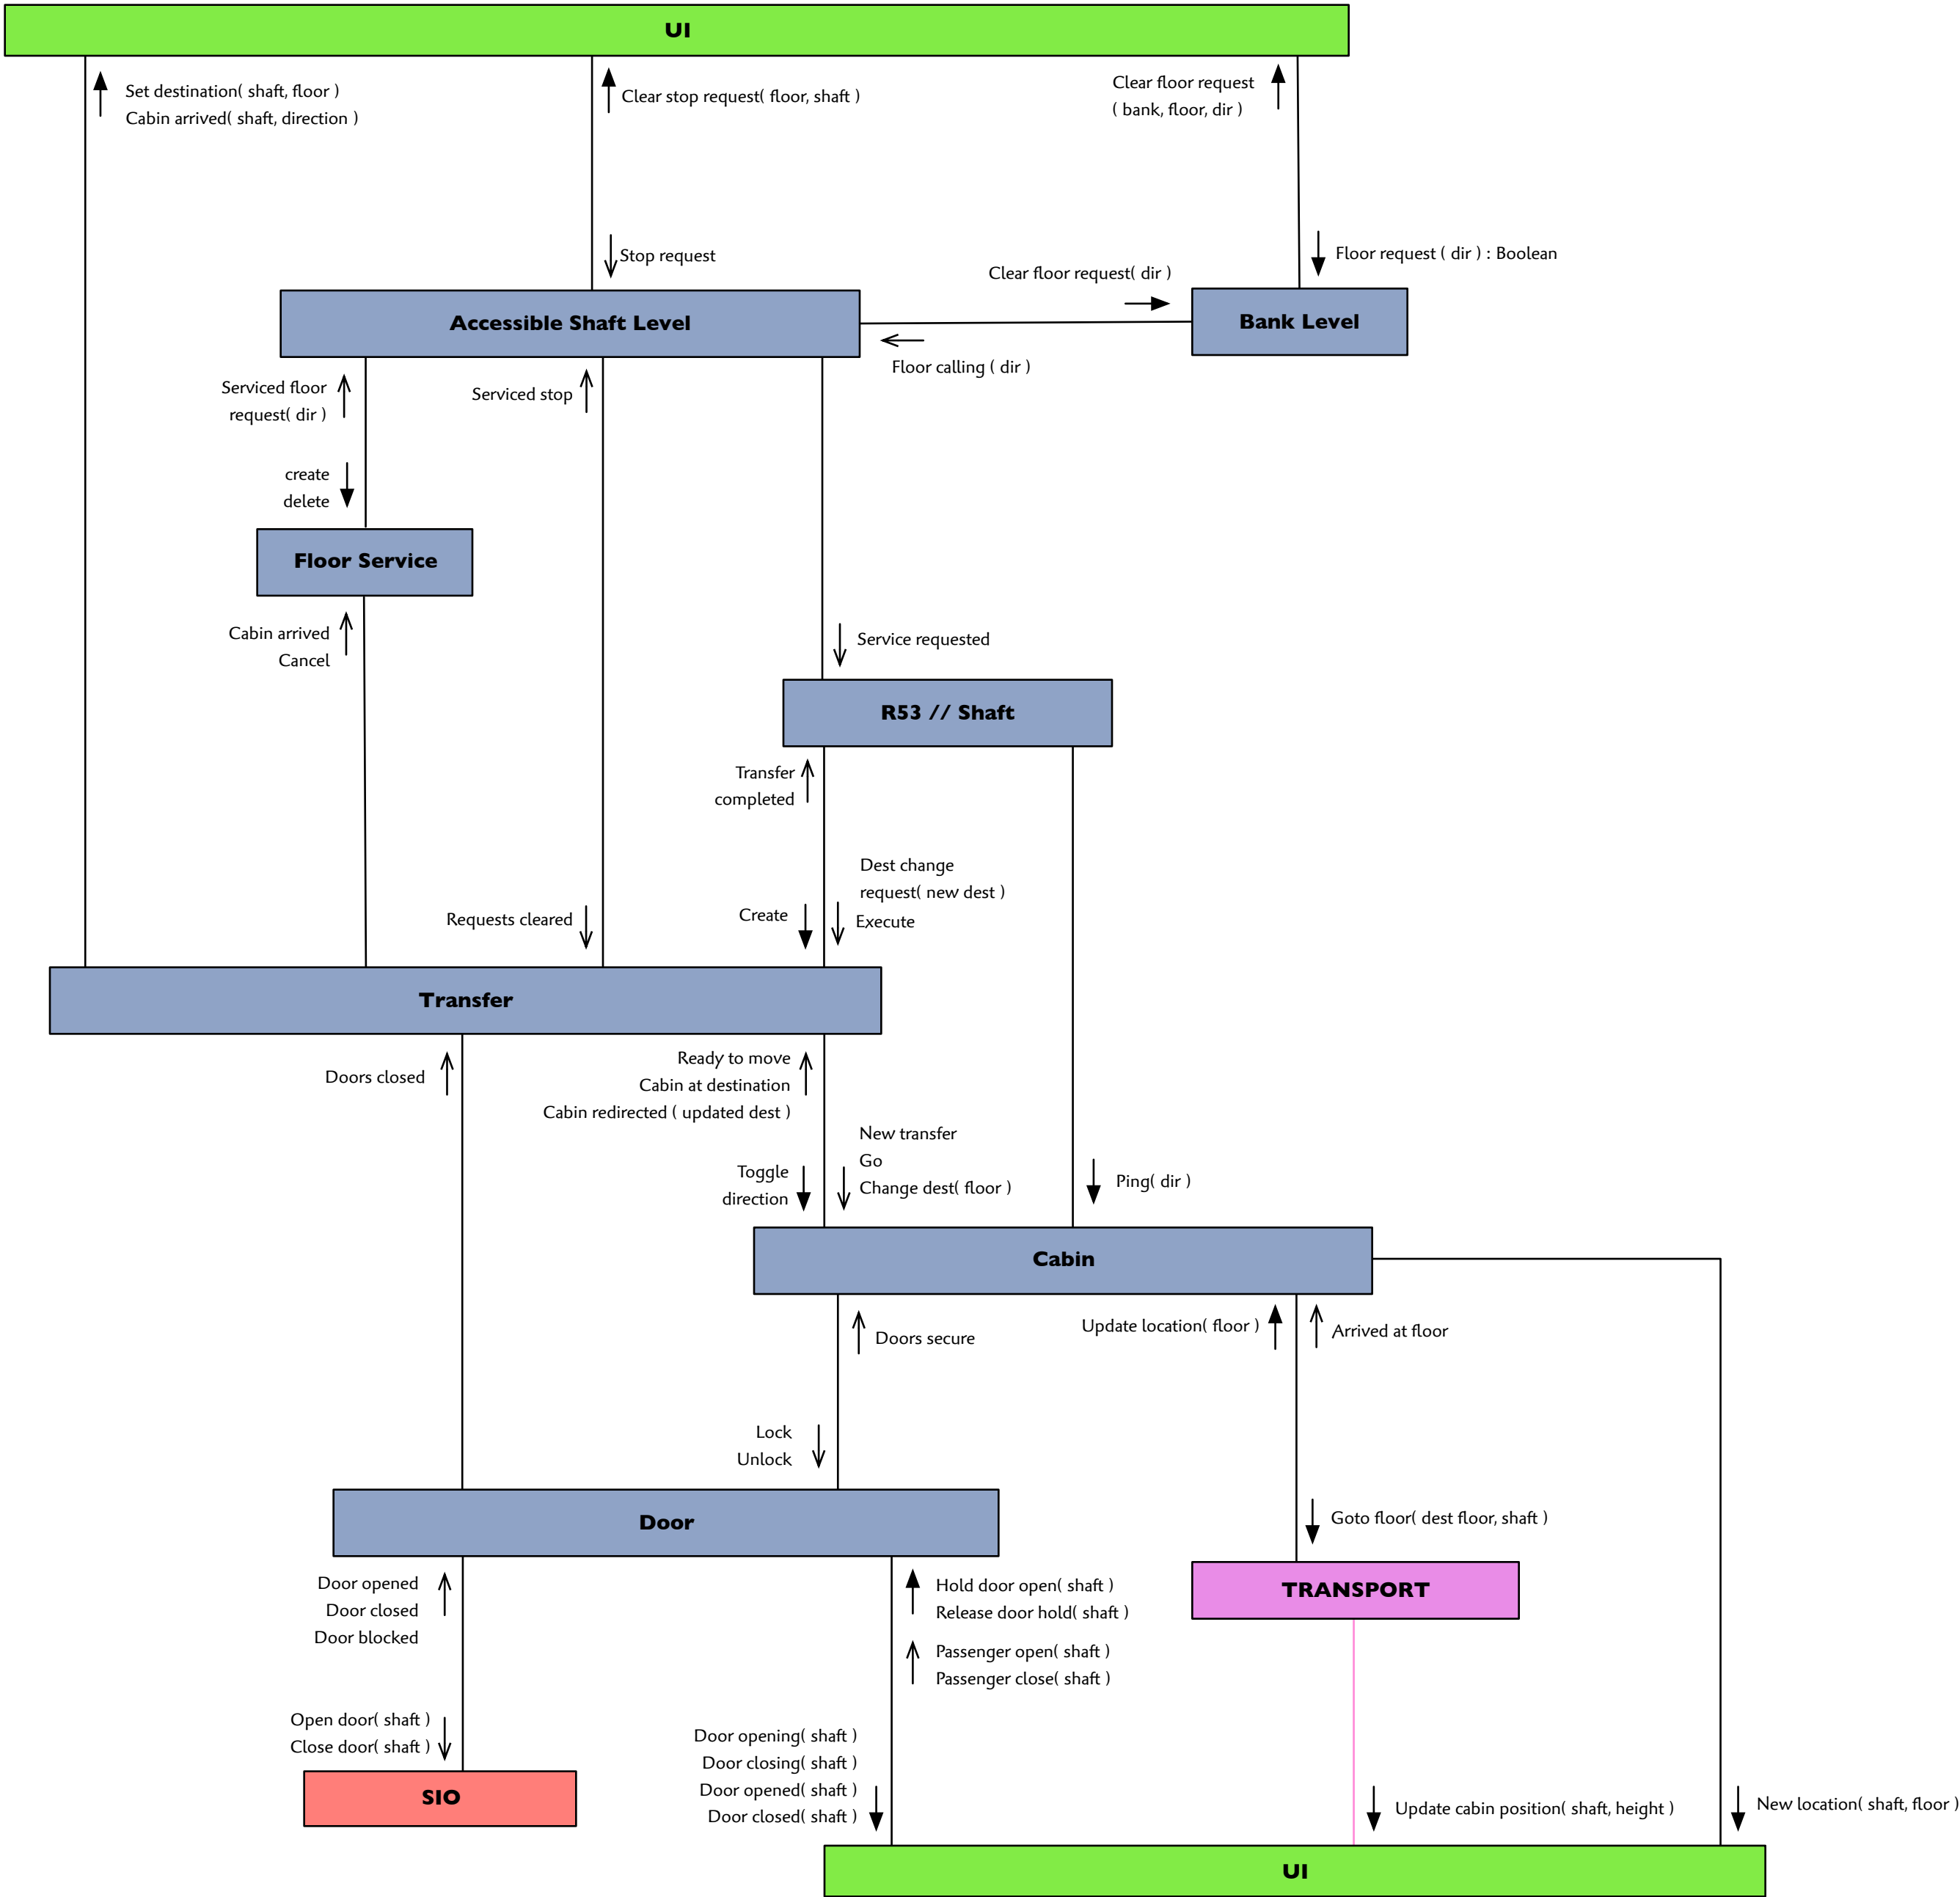 UI
Set destination( shaft, floor )
Cabin arrived( shaft, direction )
Clear stop request( floor, shaft )
Clear floor request
( bank, floor, dir )
Stop request
Floor request ( dir ) : Boolean
Clear floor request( dir )
Accessible Shaft Level
Bank Level
Floor calling ( dir )
Serviced floor
request( dir )
Serviced stop
create
delete
Floor Service
Cabin arrived
Cancel
Service requested
R53 // Shaft
Transfer
completed
Dest change
request( new dest )
Execute
Create
Requests cleared
Transfer
Doors closed
Ready to move
Cabin at destination
Cabin redirected ( updated dest )
New transfer
Go
Change dest( floor )
Toggle
direction
Ping( dir )
Cabin
Doors secure
Update location( floor )
Arrived at floor
Lock
Unlock
Door
Goto floor( dest floor, shaft )
TRANSPORT
Door opened
Door closed
Door blocked
Hold door open( shaft )
Release door hold( shaft )
Passenger open( shaft )
Passenger close( shaft )
Open door( shaft )
Close door( shaft )
Door opening( shaft )
Door closing( shaft )
Door opened( shaft )
Door closed( shaft )
SIO
Update cabin position( shaft, height )
New location( shaft, floor )
UI